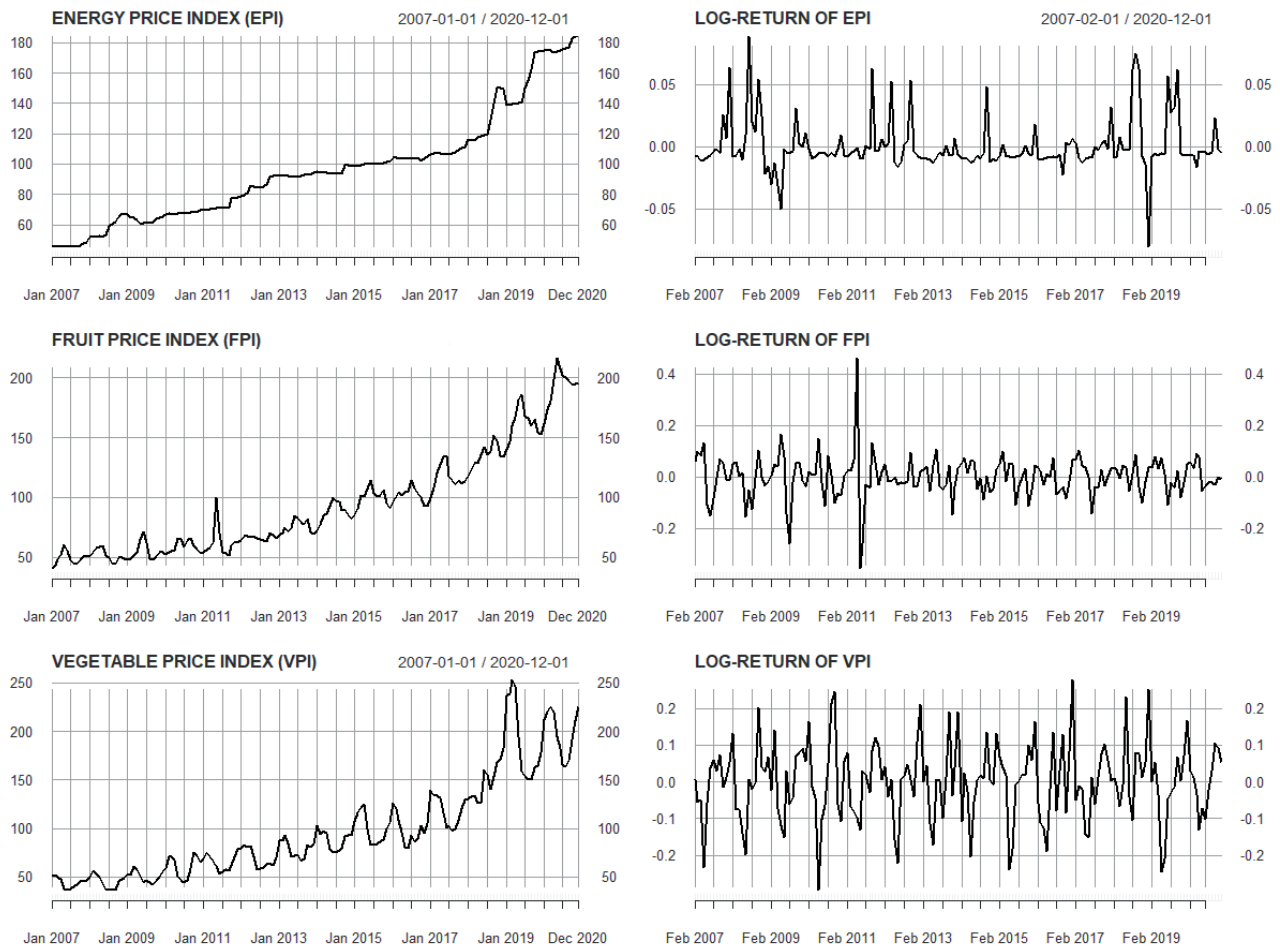 ENERGY PRICE INDEX (EPI) 2007-01-01 / 2020-12-01
180 180
160 160
140 140
120 120
100 100
80 80
60 60
Jan 2007 Jan 2009 Jan 2011 Jan 2013 Jan 2015 Jan 2017 Jan 2019 Dec 2020
LOG-RETURN OF EPI 2007-02-01 / 2020-12-01
0.05 0.05
0.00 0.00
-0.05 -0.05
Feb 2007 Feb 2009 Feb 2011 Feb 2013 Feb 2015 Feb 2017 Feb 2019
FRUIT PRICE INDEX (FPI)
200 200
150 150
100 100
50 50
Jan 2007 Jan 2009 Jan 2011 Jan 2013 Jan 2015 Jan 2017 Jan 2019 Dec 2020
LOG-RETURN OF FPI
0.4 0.4
0.2 0.2
0.0 0.0
-0.2 -0.2
Feb 2007 Feb 2009 Feb 2011 Feb 2013 Feb 2015 Feb 2017 Feb 2019
VEGETABLE PRICE INDEX (VPI) 2007-01-01 / 2020-12-01
250 250
200 200
150 150
100 100
50 50
Jan 2007 Jan 2009 Jan 2011 Jan 2013 Jan 2015 Jan 2017 Jan 2019 Dec 2020
LOG-RETURN OF VPI
0.2 0.2
0.1 0.1
0.0 0.0
-0.1 -0.1
-0.2 -0.2
Feb 2007 Feb 2009 Feb 2011 Feb 2013 Feb 2015 Feb 2017 Feb 2019